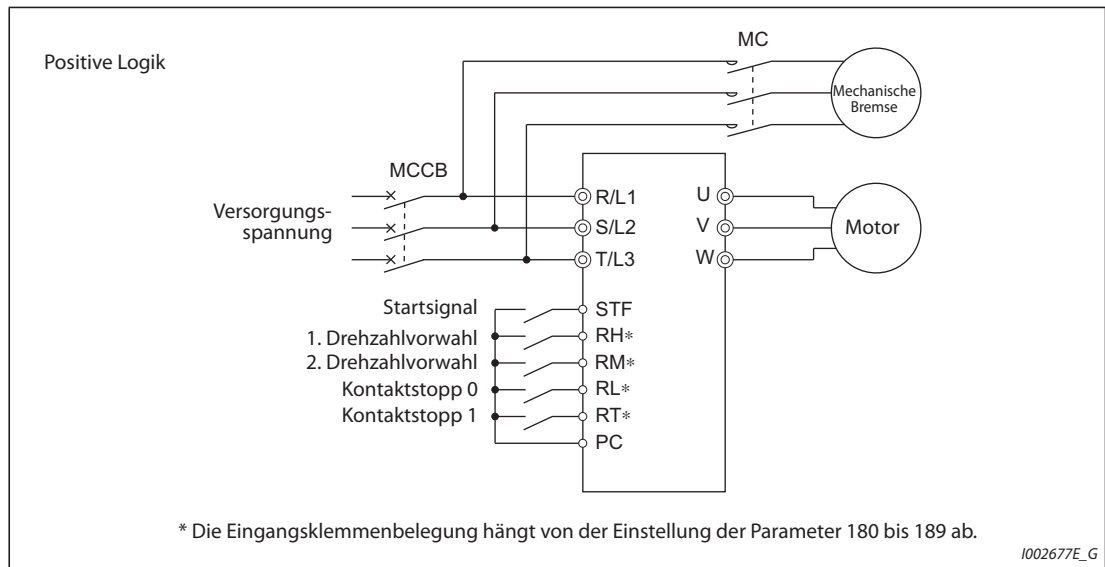 Positive Logik
MC
Mechanische
Bremse
MCCB
Versorgungs-
spannung
R/L1
S/L2
T/L3
U
V
W
Motor
Startsignal
STF
1. Drehzahlvorwahl
RH*
2. Drehzahlvorwahl
RM*
Kontaktstopp 0
RL*
Kontaktstopp 1
RT*
PC
* Die Eingangsklemmenbelegung hängt von der Einstellung der Parameter 180 bis 189 ab.
I002677E_G